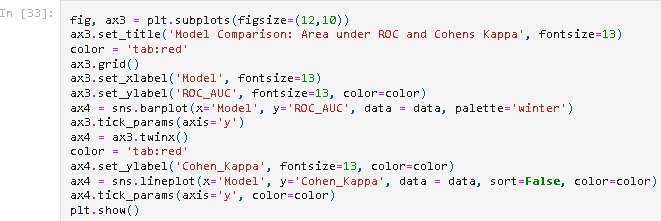 In [33]:
fig, ax3 = plt.subplots(figsize=(12,10))
ax3.set_title('Model Comparison: Area under ROC and Cohens Kappa', fontsize=13)
color = 'tab:red'
ax3.grid()
ax3.set_xlabel('Model', fontsize=13)
ax3.set_ylabel('ROC_AUC', fontsize=13, color=color)
ax4 = sns.barplot(x='Model', y='ROC_AUC', data = data, palette='winter')
ax3.tick_params(axis='y')
ax4 = ax3.twinx()
color = 'tab:red'
ax4.set_ylabel('Cohen_Kappa', fontsize=13, color=color)
ax4 = sns.lineplot(x='Model', y='Cohen_Kappa', data = data, sort=False, color=color)
ax4.tick_params(axis='y', color=color)
plt.show()